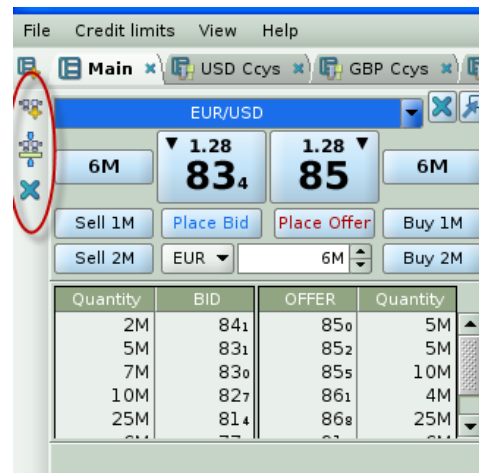 File Credit limits View Help
Main USD Ccys GBP Ccys
EUR/USD
6M 1.28 83 4 1.28 85 6M
Sell 1M Place Bid Place Offer Buy 1M
Sell 2M EUR 6M Buy 2M
Quantity BID OFFER Quantity
2M 841 850 5M
5M 831 852 5M
7M 830 855 10M
10M 827 861 4M
25M 814 868 25M